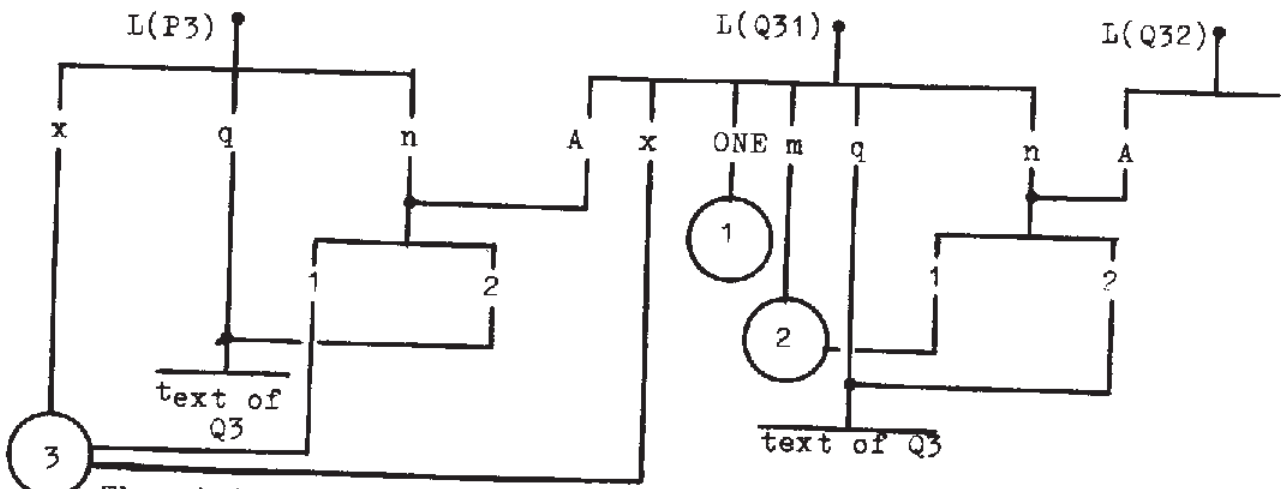 L(P3) L(Q31) L(Q32)
x q n A x ONE m q n A
1
1 2 1 2
2
text of
Q3
text of Q3
3